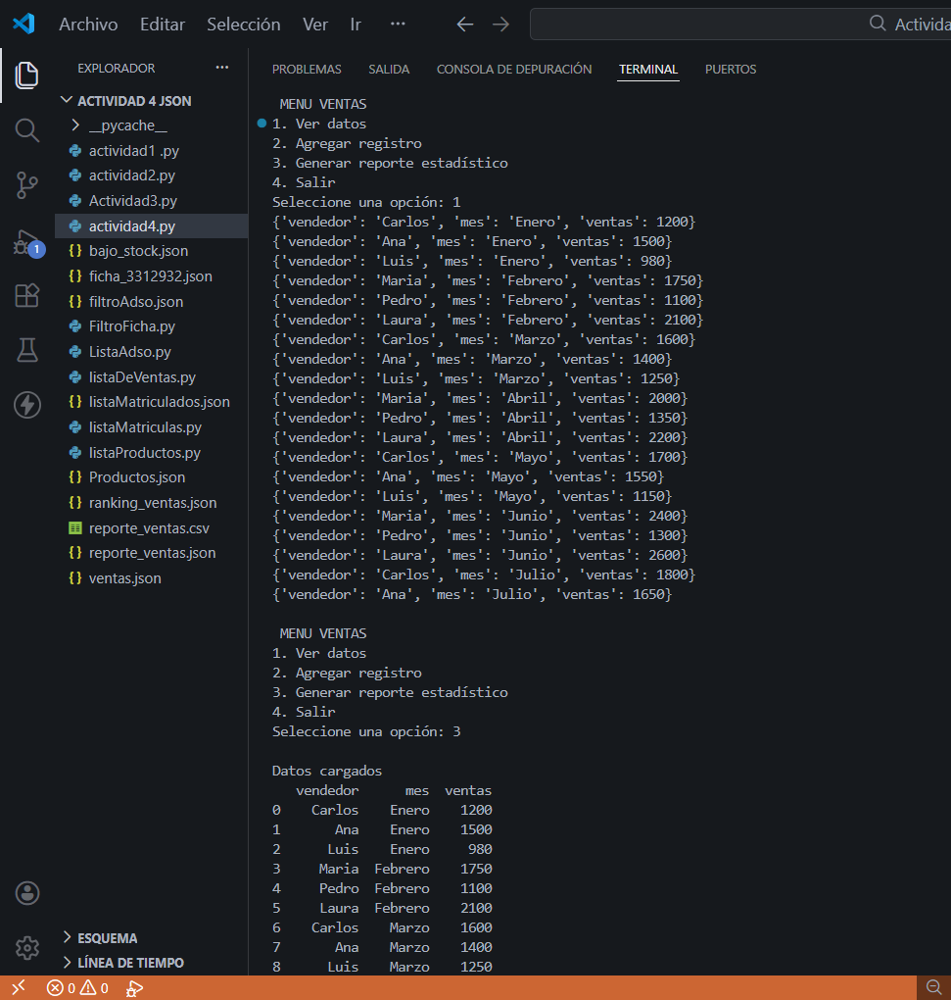 Archivo Editar Selección Ver Ir ··· Activida
EXPLORADOR ···
ACTIVIDAD 4 JSON
__pycache__
actividad1 .py
actividad2.py
Actividad3.py
actividad4.py
1
{} bajo_stock.json
{} ficha_3312932.json
{} filtroAdso.json
FiltroFicha.py
ListaAdso.py
listaDeVentas.py
{} listaMatriculados.json
listaMatriculas.py
listaProductos.py
{} Productos.json
{} ranking_ventas.json
reporte_ventas.csv
{} reporte_ventas.json
{} ventas.json
ESQUEMA
LÍNEA DE TIEMPO
PROBLEMAS SALIDA CONSOLA DE DEPURACIÓN TERMINAL PUERTOS
MENU VENTAS
1. Ver datos
2. Agregar registro
3. Generar reporte estadístico
4. Salir
Seleccione una opción: 1
{'vendedor': 'Carlos', 'mes': 'Enero', 'ventas': 1200}
{'vendedor': 'Ana', 'mes': 'Enero', 'ventas': 1500}
{'vendedor': 'Luis', 'mes': 'Enero', 'ventas': 980}
{'vendedor': 'Maria', 'mes': 'Febrero', 'ventas': 1750}
{'vendedor': 'Pedro', 'mes': 'Febrero', 'ventas': 1100}
{'vendedor': 'Laura', 'mes': 'Febrero', 'ventas': 2100}
{'vendedor': 'Carlos', 'mes': 'Marzo', 'ventas': 1600}
{'vendedor': 'Ana', 'mes': 'Marzo', 'ventas': 1400}
{'vendedor': 'Luis', 'mes': 'Marzo', 'ventas': 1250}
{'vendedor': 'Maria', 'mes': 'Abril', 'ventas': 2000}
{'vendedor': 'Pedro', 'mes': 'Abril', 'ventas': 1350}
{'vendedor': 'Laura', 'mes': 'Abril', 'ventas': 2200}
{'vendedor': 'Carlos', 'mes': 'Mayo', 'ventas': 1700}
{'vendedor': 'Ana', 'mes': 'Mayo', 'ventas': 1550}
{'vendedor': 'Luis', 'mes': 'Mayo', 'ventas': 1150}
{'vendedor': 'Maria', 'mes': 'Junio', 'ventas': 2400}
{'vendedor': 'Pedro', 'mes': 'Junio', 'ventas': 1300}
{'vendedor': 'Laura', 'mes': 'Junio', 'ventas': 2600}
{'vendedor': 'Carlos', 'mes': 'Julio', 'ventas': 1800}
{'vendedor': 'Ana', 'mes': 'Julio', 'ventas': 1650}
MENU VENTAS
1. Ver datos
2. Agregar registro
3. Generar reporte estadístico
4. Salir
Seleccione una opción: 3
Datos cargados
vendedor mes ventas
0 Carlos Enero 1200
1 Ana Enero 1500
2 Luis Enero 980
3 Maria Febrero 1750
4 Pedro Febrero 1100
5 Laura Febrero 2100
6 Carlos Marzo 1600
7 Ana Marzo 1400
8 Luis Marzo 1250
0 0